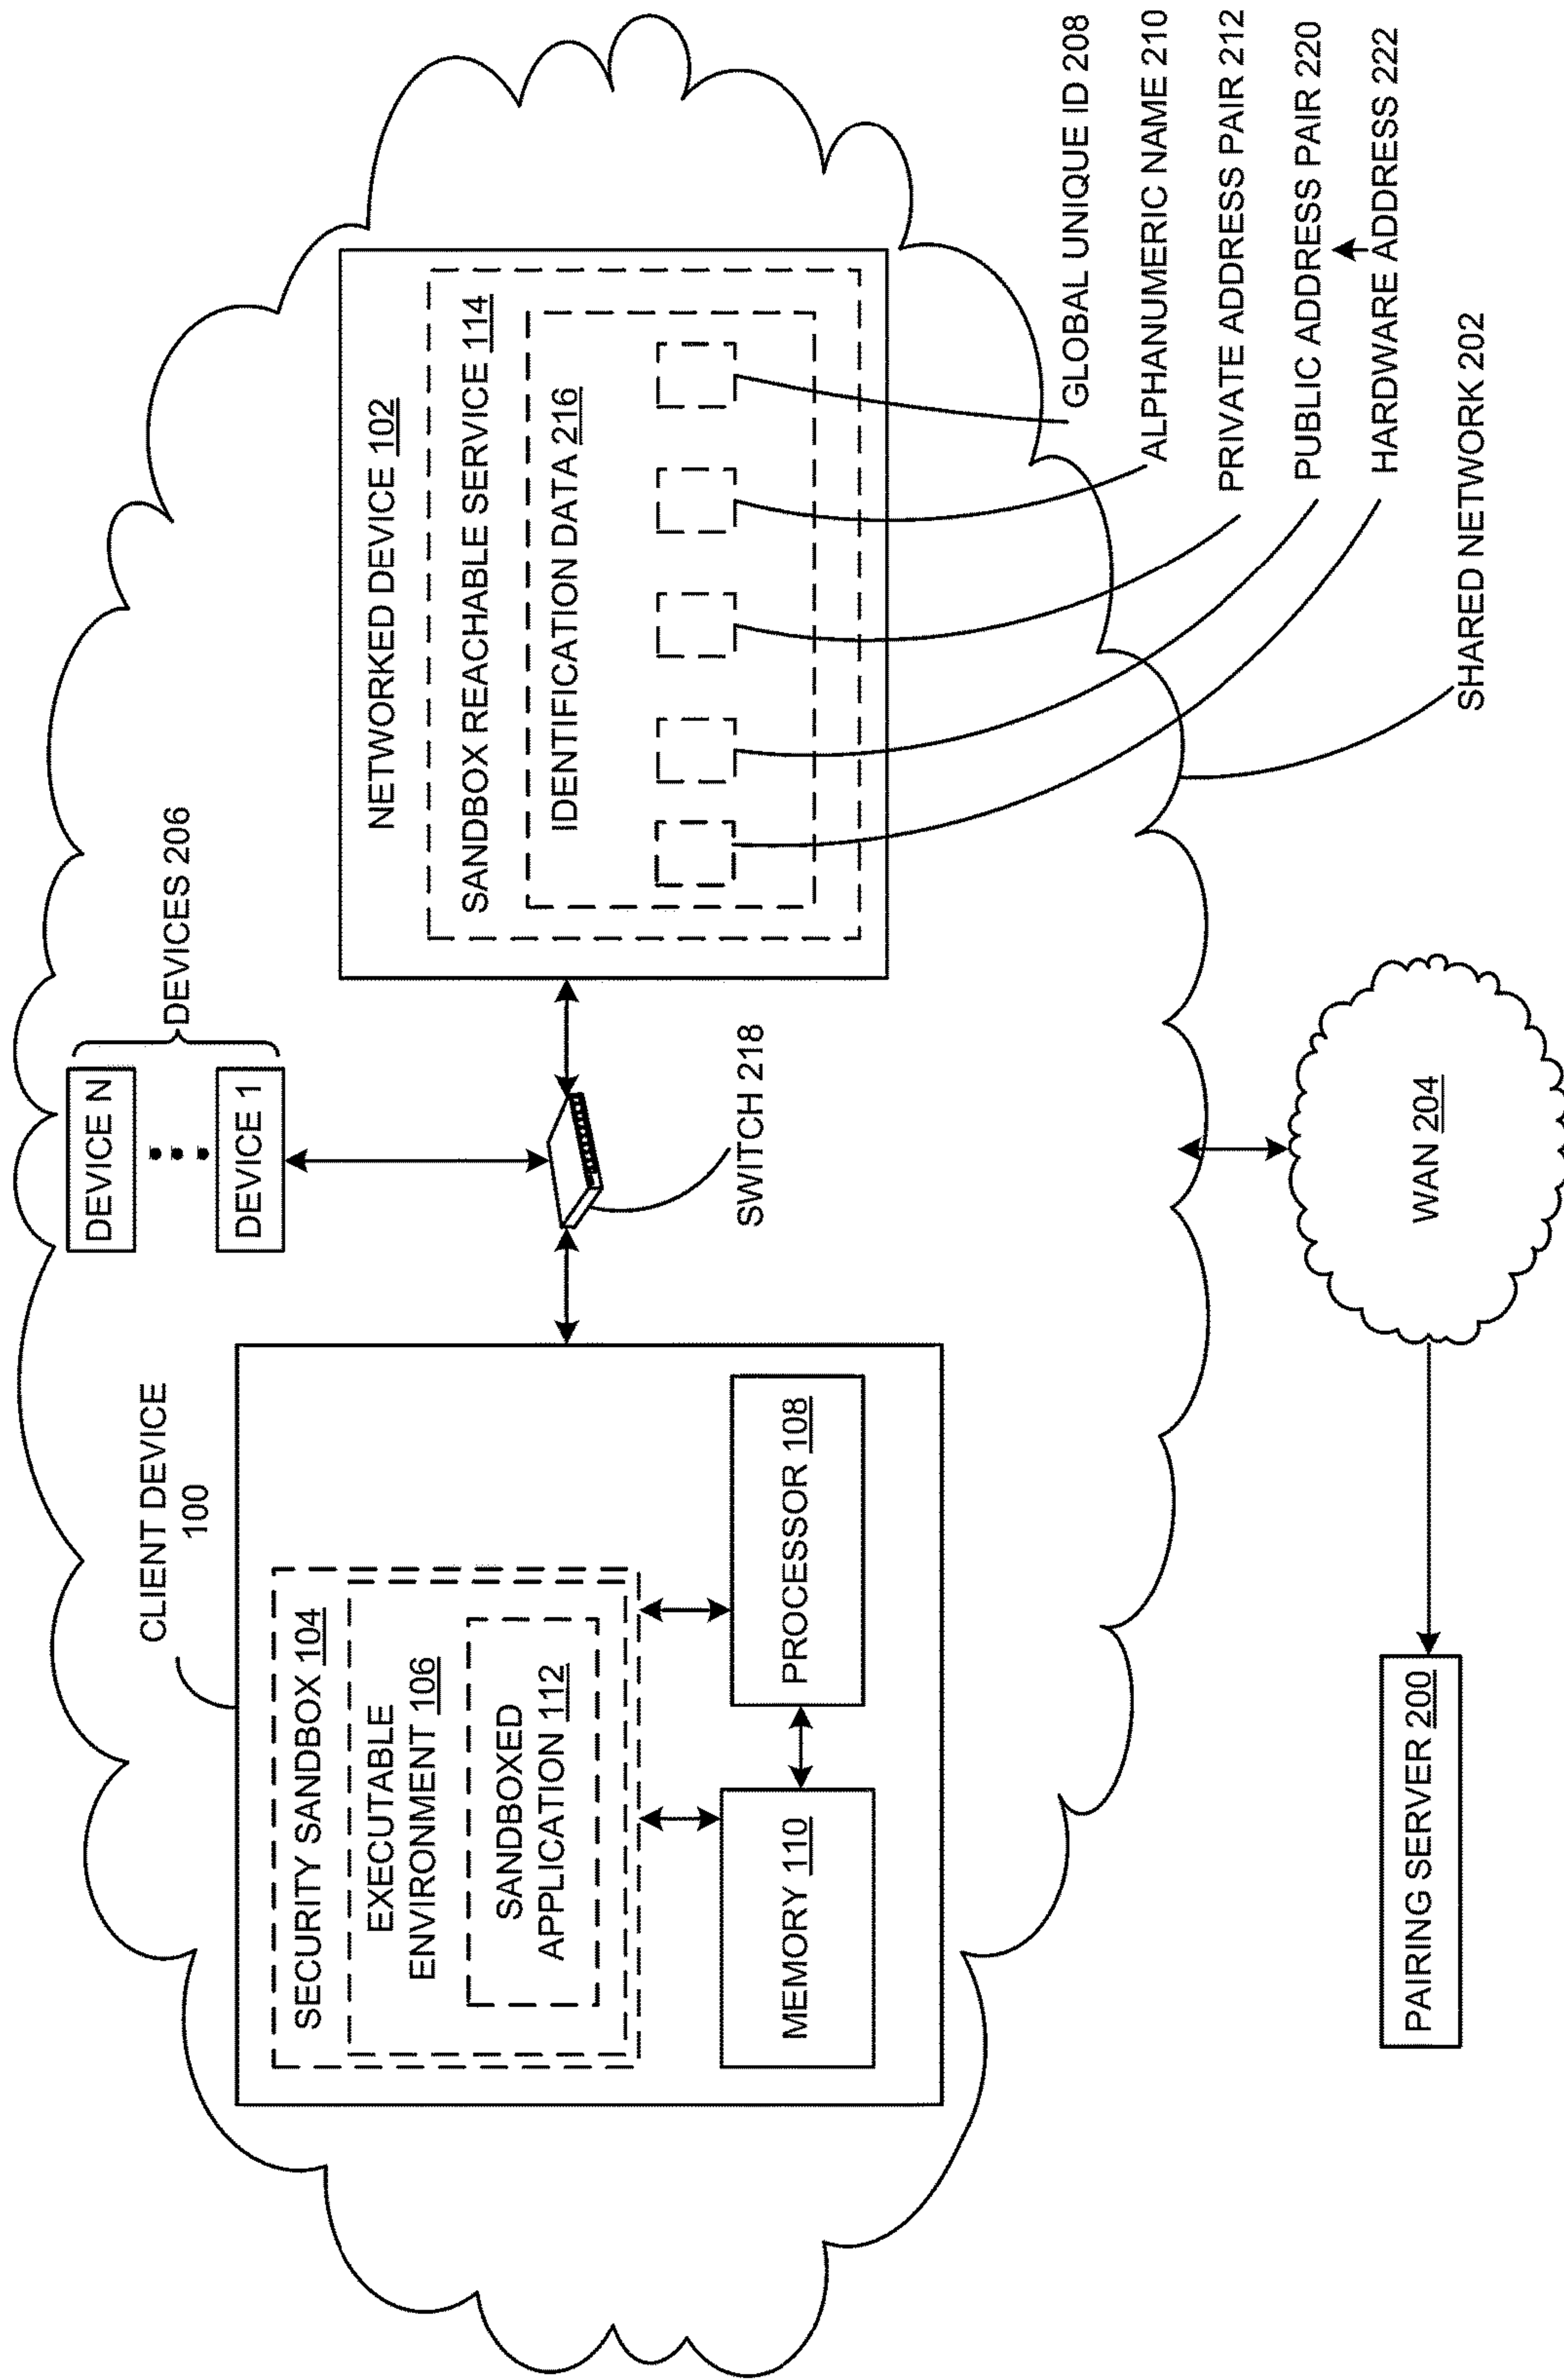 DEVICE N
DEVICE 1
DEVICES 206
CLIENT DEVICE
100
SECURITY SANDBOX 104
EXECUTABLE
ENVIRONMENT 106
SANDBOXED
APPLICATION 112
MEMORY 110
PROCESSOR 108
SWITCH 218
NETWORKED DEVICE 102
SANDBOX REACHABLE SERVICE 114
IDENTIFICATION DATA 216
GLOBAL UNIQUE ID 208
ALPHANUMERIC NAME 210
PRIVATE ADDRESS PAIR 212
PUBLIC ADDRESS PAIR 220
HARDWARE ADDRESS 222
SHARED NETWORK 202
WAN 204
PAIRING SERVER 200